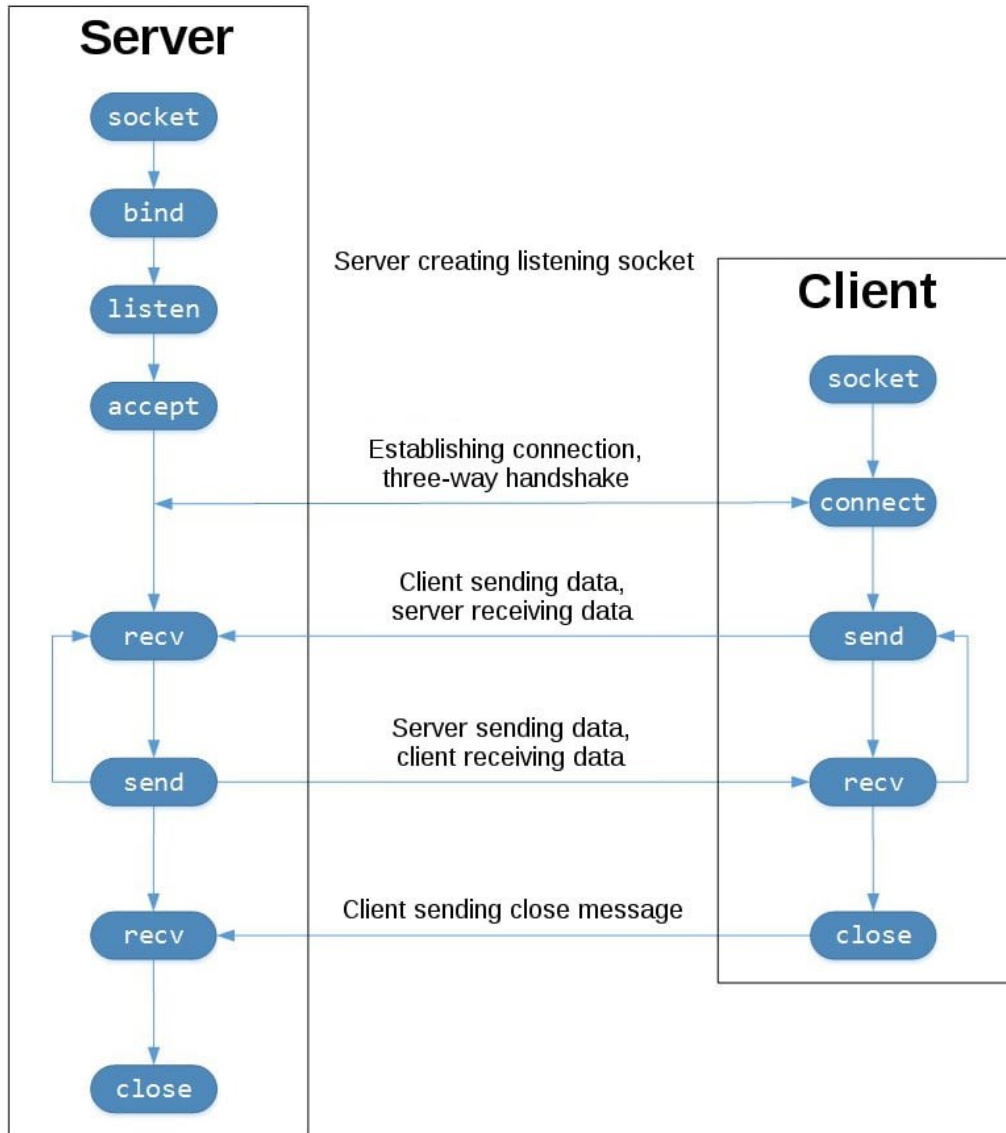 Server
socket
bind
listen
accept
recv
send
recv
close
Server creating listening socket
Establishing connection,
three-way handshake
Client sending data,
server receiving data
Server sending data,
client receiving data
Client sending close message
Client
socket
connect
send
recv
close